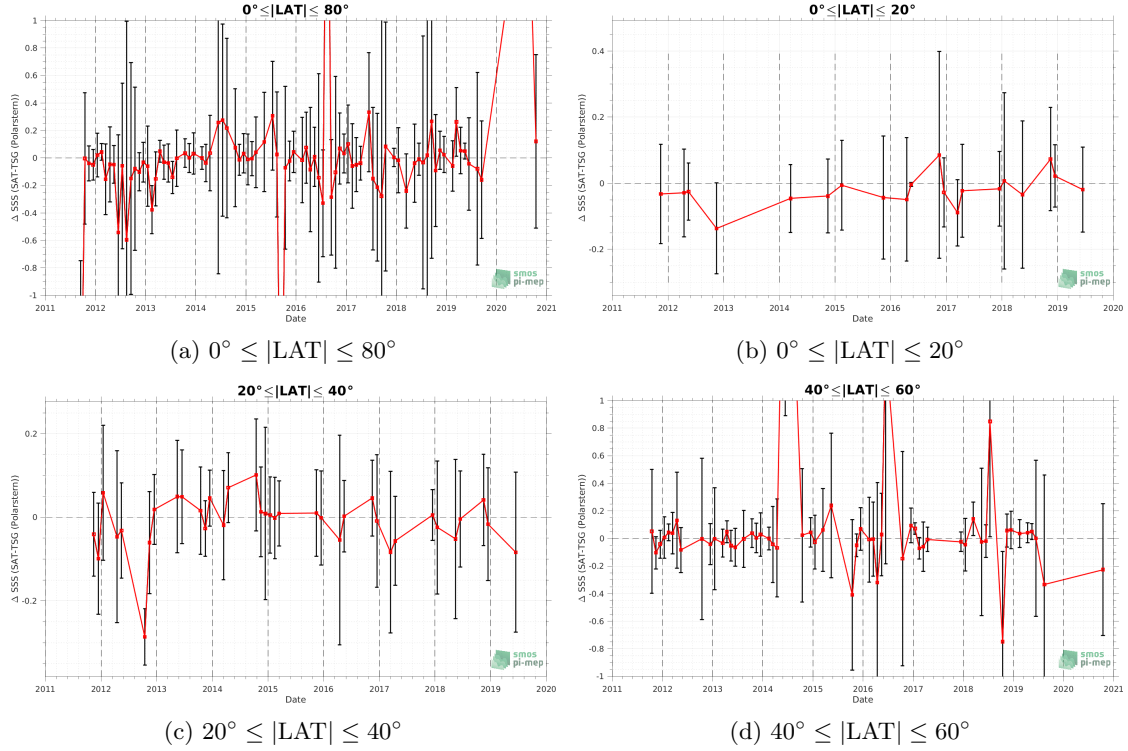 0°≤|LAT|≤ 80°
Δ SSS (SAT-TSG (Polarstern))
1
0.8
0.6
0.4
0.2
0
-0.2
-0.4
-0.6
-0.8
-1
2011 2012 2013 2014 2015 2016 2017 2018 2019 2020 2021
Date
smos
pi-mep
(a) 0° ≤ |LAT| ≤ 80°
0°≤|LAT|≤ 20°
Δ SSS (SAT-TSG (Polarstern))
0.4
0.2
0
-0.2
2011 2012 2013 2014 2015 2016 2017 2018 2019 2020
Date
smos
pi-mep
(b) 0° ≤ |LAT| ≤ 20°
20°≤|LAT|≤ 40°
Δ SSS (SAT-TSG (Polarstern))
0.2
0
-0.2
2011 2012 2013 2014 2015 2016 2017 2018 2019 2020
Date
smos
pi-mep
(c) 20° ≤ |LAT| ≤ 40°
40°≤|LAT|≤ 60°
Δ SSS (SAT-TSG (Polarstern))
1
0.8
0.6
0.4
0.2
0
-0.2
-0.4
-0.6
-0.8
-1
2011 2012 2013 2014 2015 2016 2017 2018 2019 2020 2021
Date
smos
pi-mep
(d) 40° ≤ |LAT| ≤ 60°